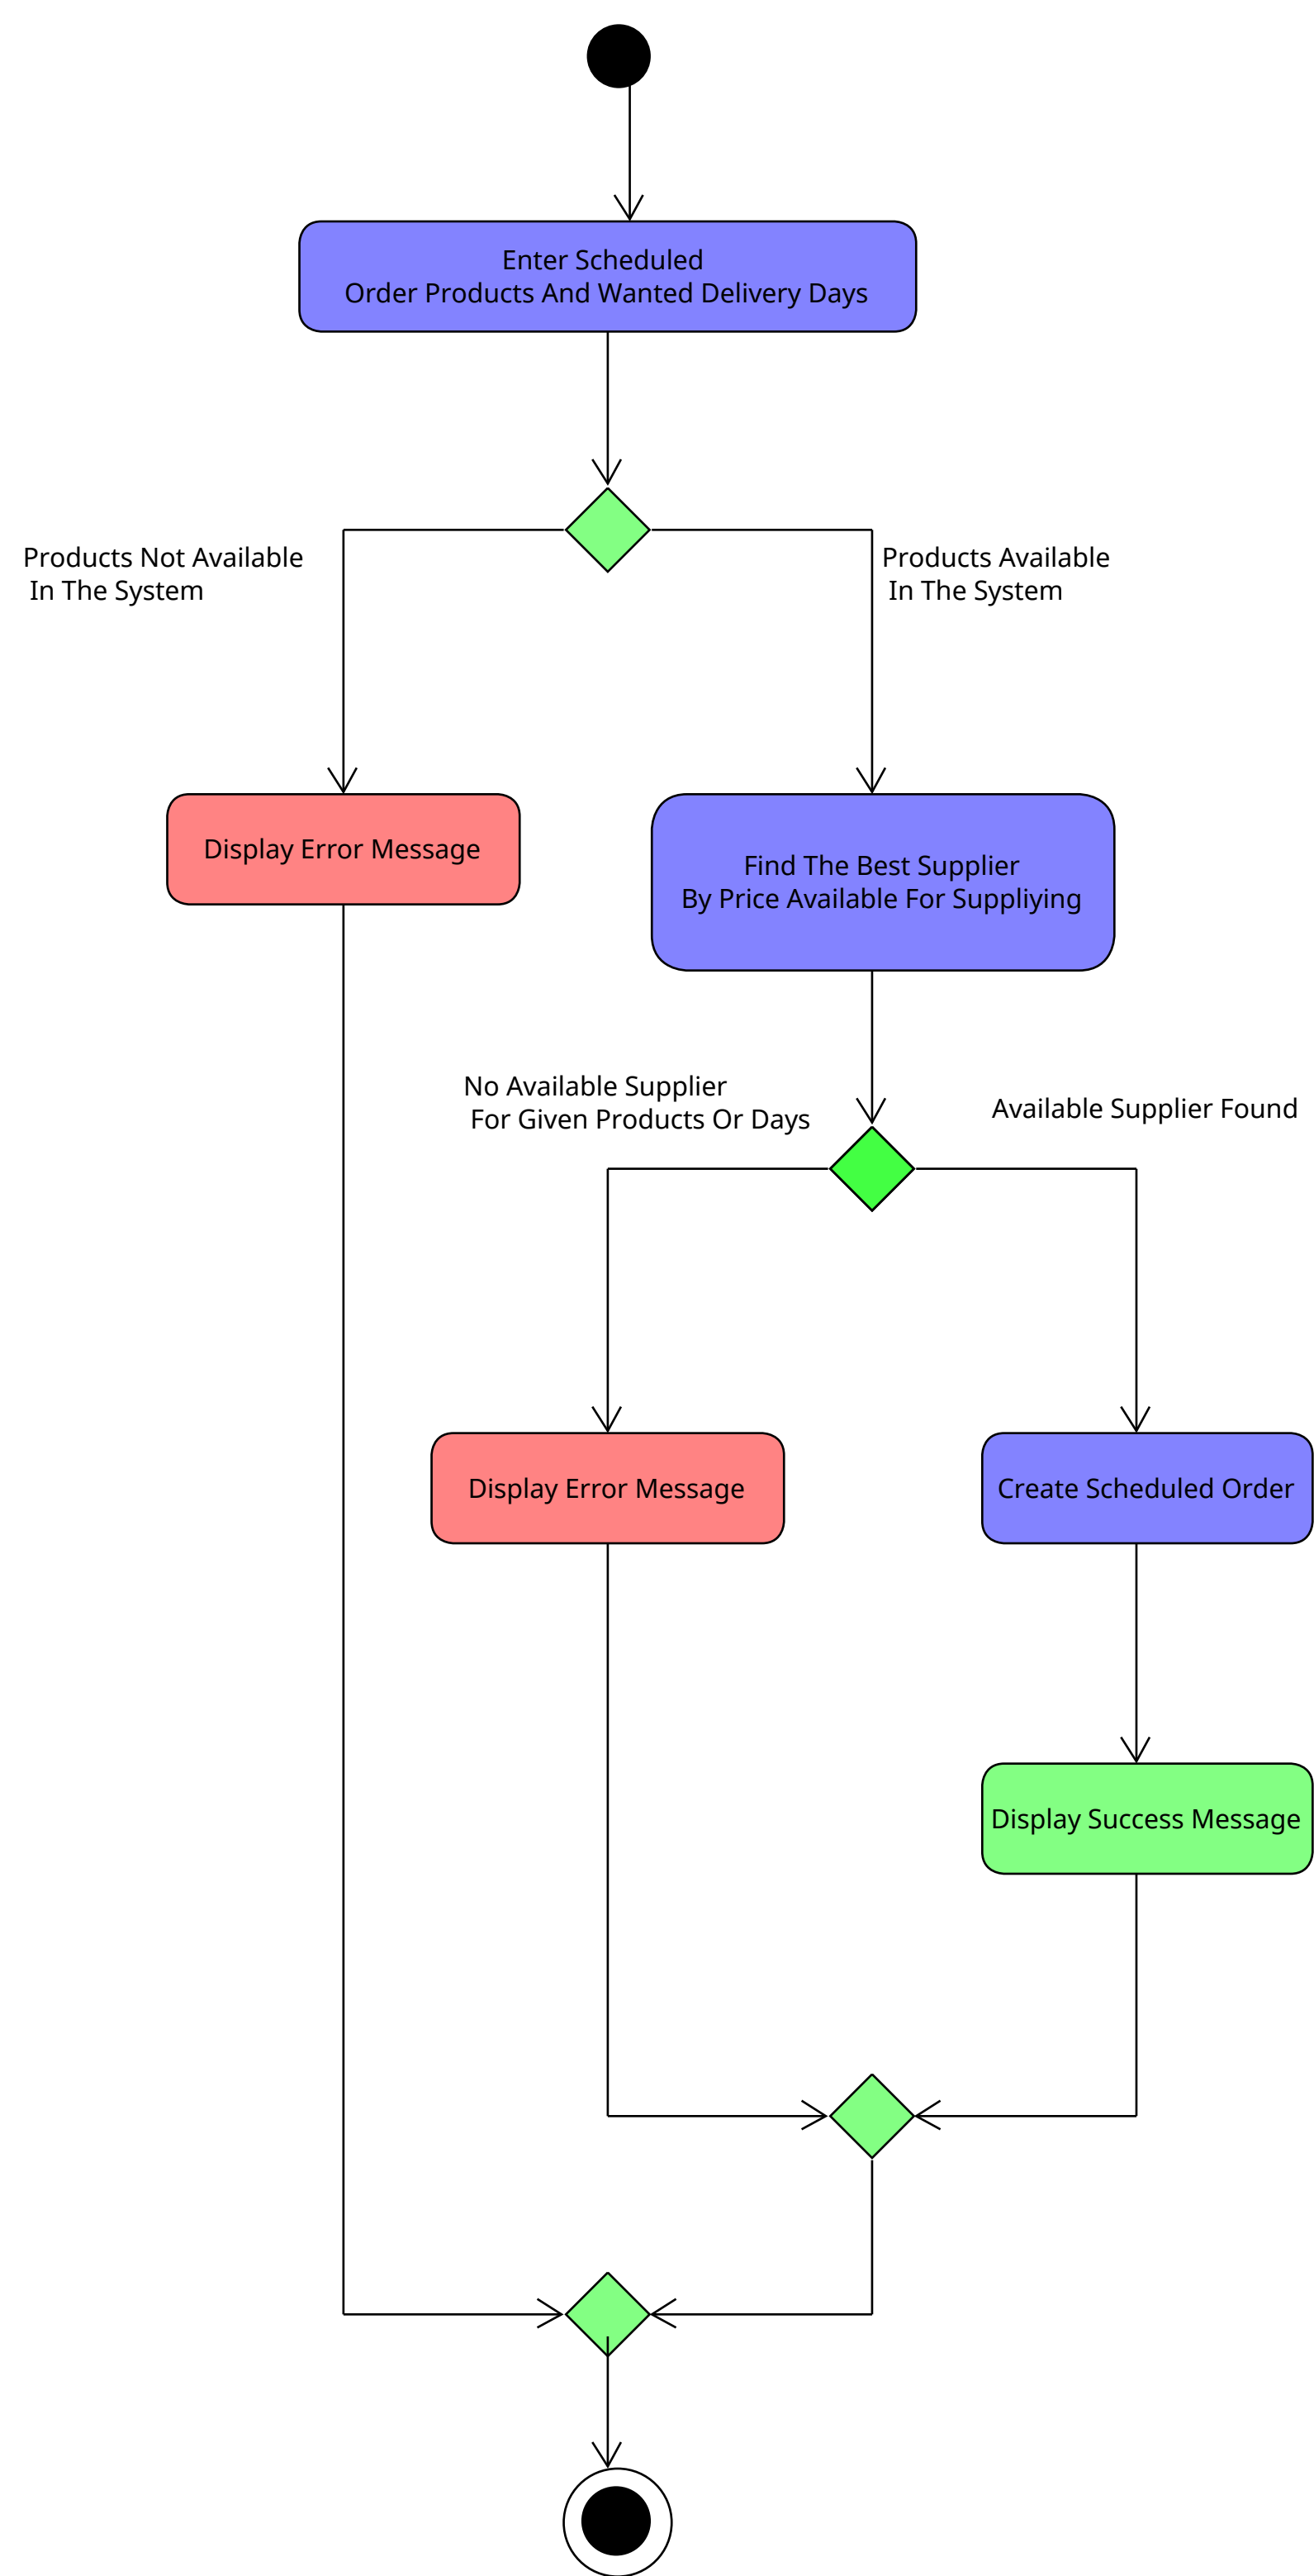 Enter Scheduled
Order Products And Wanted Delivery Days
Products Not Available
In The System
Products Available
In The System
Display Error Message
Find The Best Supplier
By Price Available For Suppliying
No Available Supplier
For Given Products Or Days
Available Supplier Found
Display Error Message
Create Scheduled Order
Display Success Message